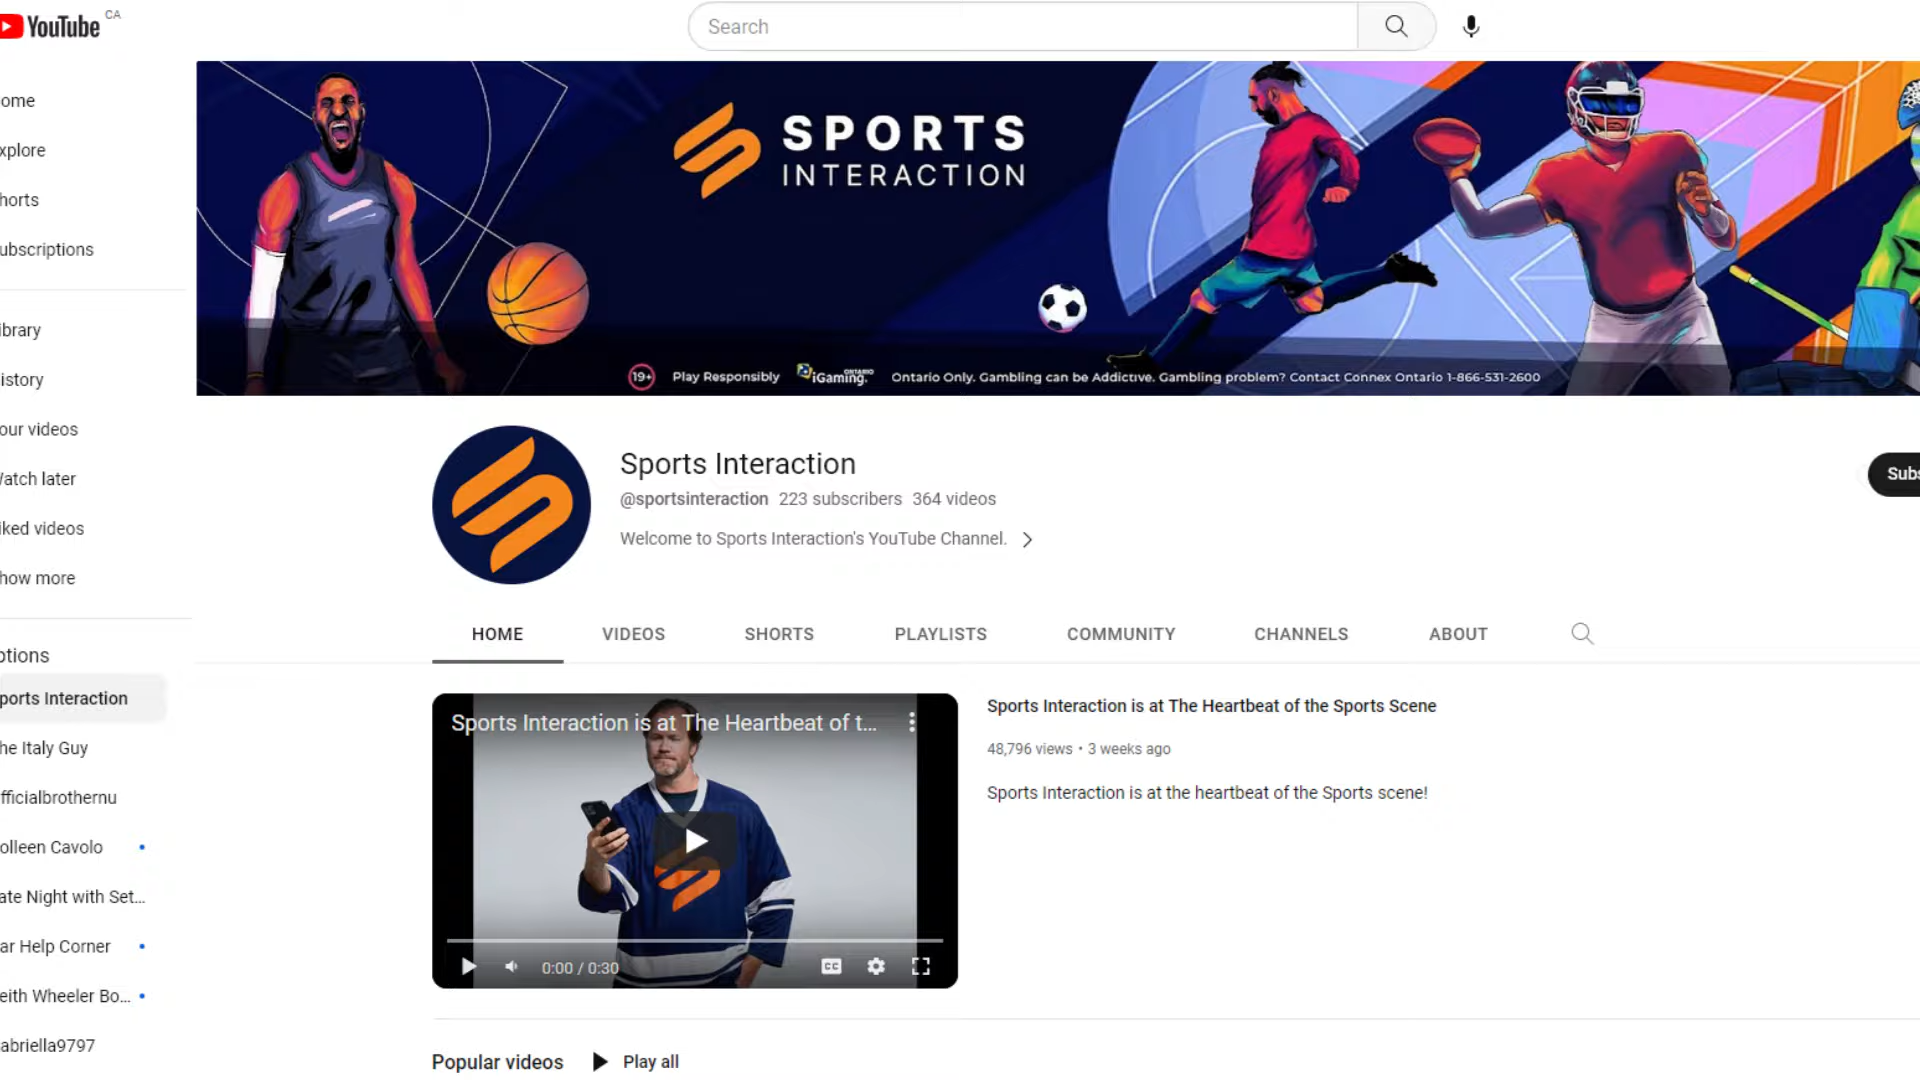 YouTube CA
Search
ome
xplore
horts
ubscriptions
ibrary
istory
our videos
atch later
iked videos
how more
ptions
ports Interaction
he Italy Guy
fficialbrothernu
olleen Cavolo
ate Night with Set...
ar Help Corner
eith Wheeler Bo...
abriella9797
SPORTS
INTERACTION
19+ Play Responsibly iGaming ONTARIO Ontario Only. Gambling can be Addictive. Gambling problem? Contact Connex Ontario 1-866-531-2600
Sports Interaction
@sportsinteraction 223 subscribers 364 videos
Welcome to Sports Interaction's YouTube Channel.
Subs
HOME VIDEOS SHORTS PLAYLISTS COMMUNITY CHANNELS ABOUT
Sports Interaction is at The Heartbeat of t...
0:00 / 0:30 CC
Sports Interaction is at The Heartbeat of the Sports Scene
48,796 views • 3 weeks ago
Sports Interaction is at the heartbeat of the Sports scene!
Popular videos Play all